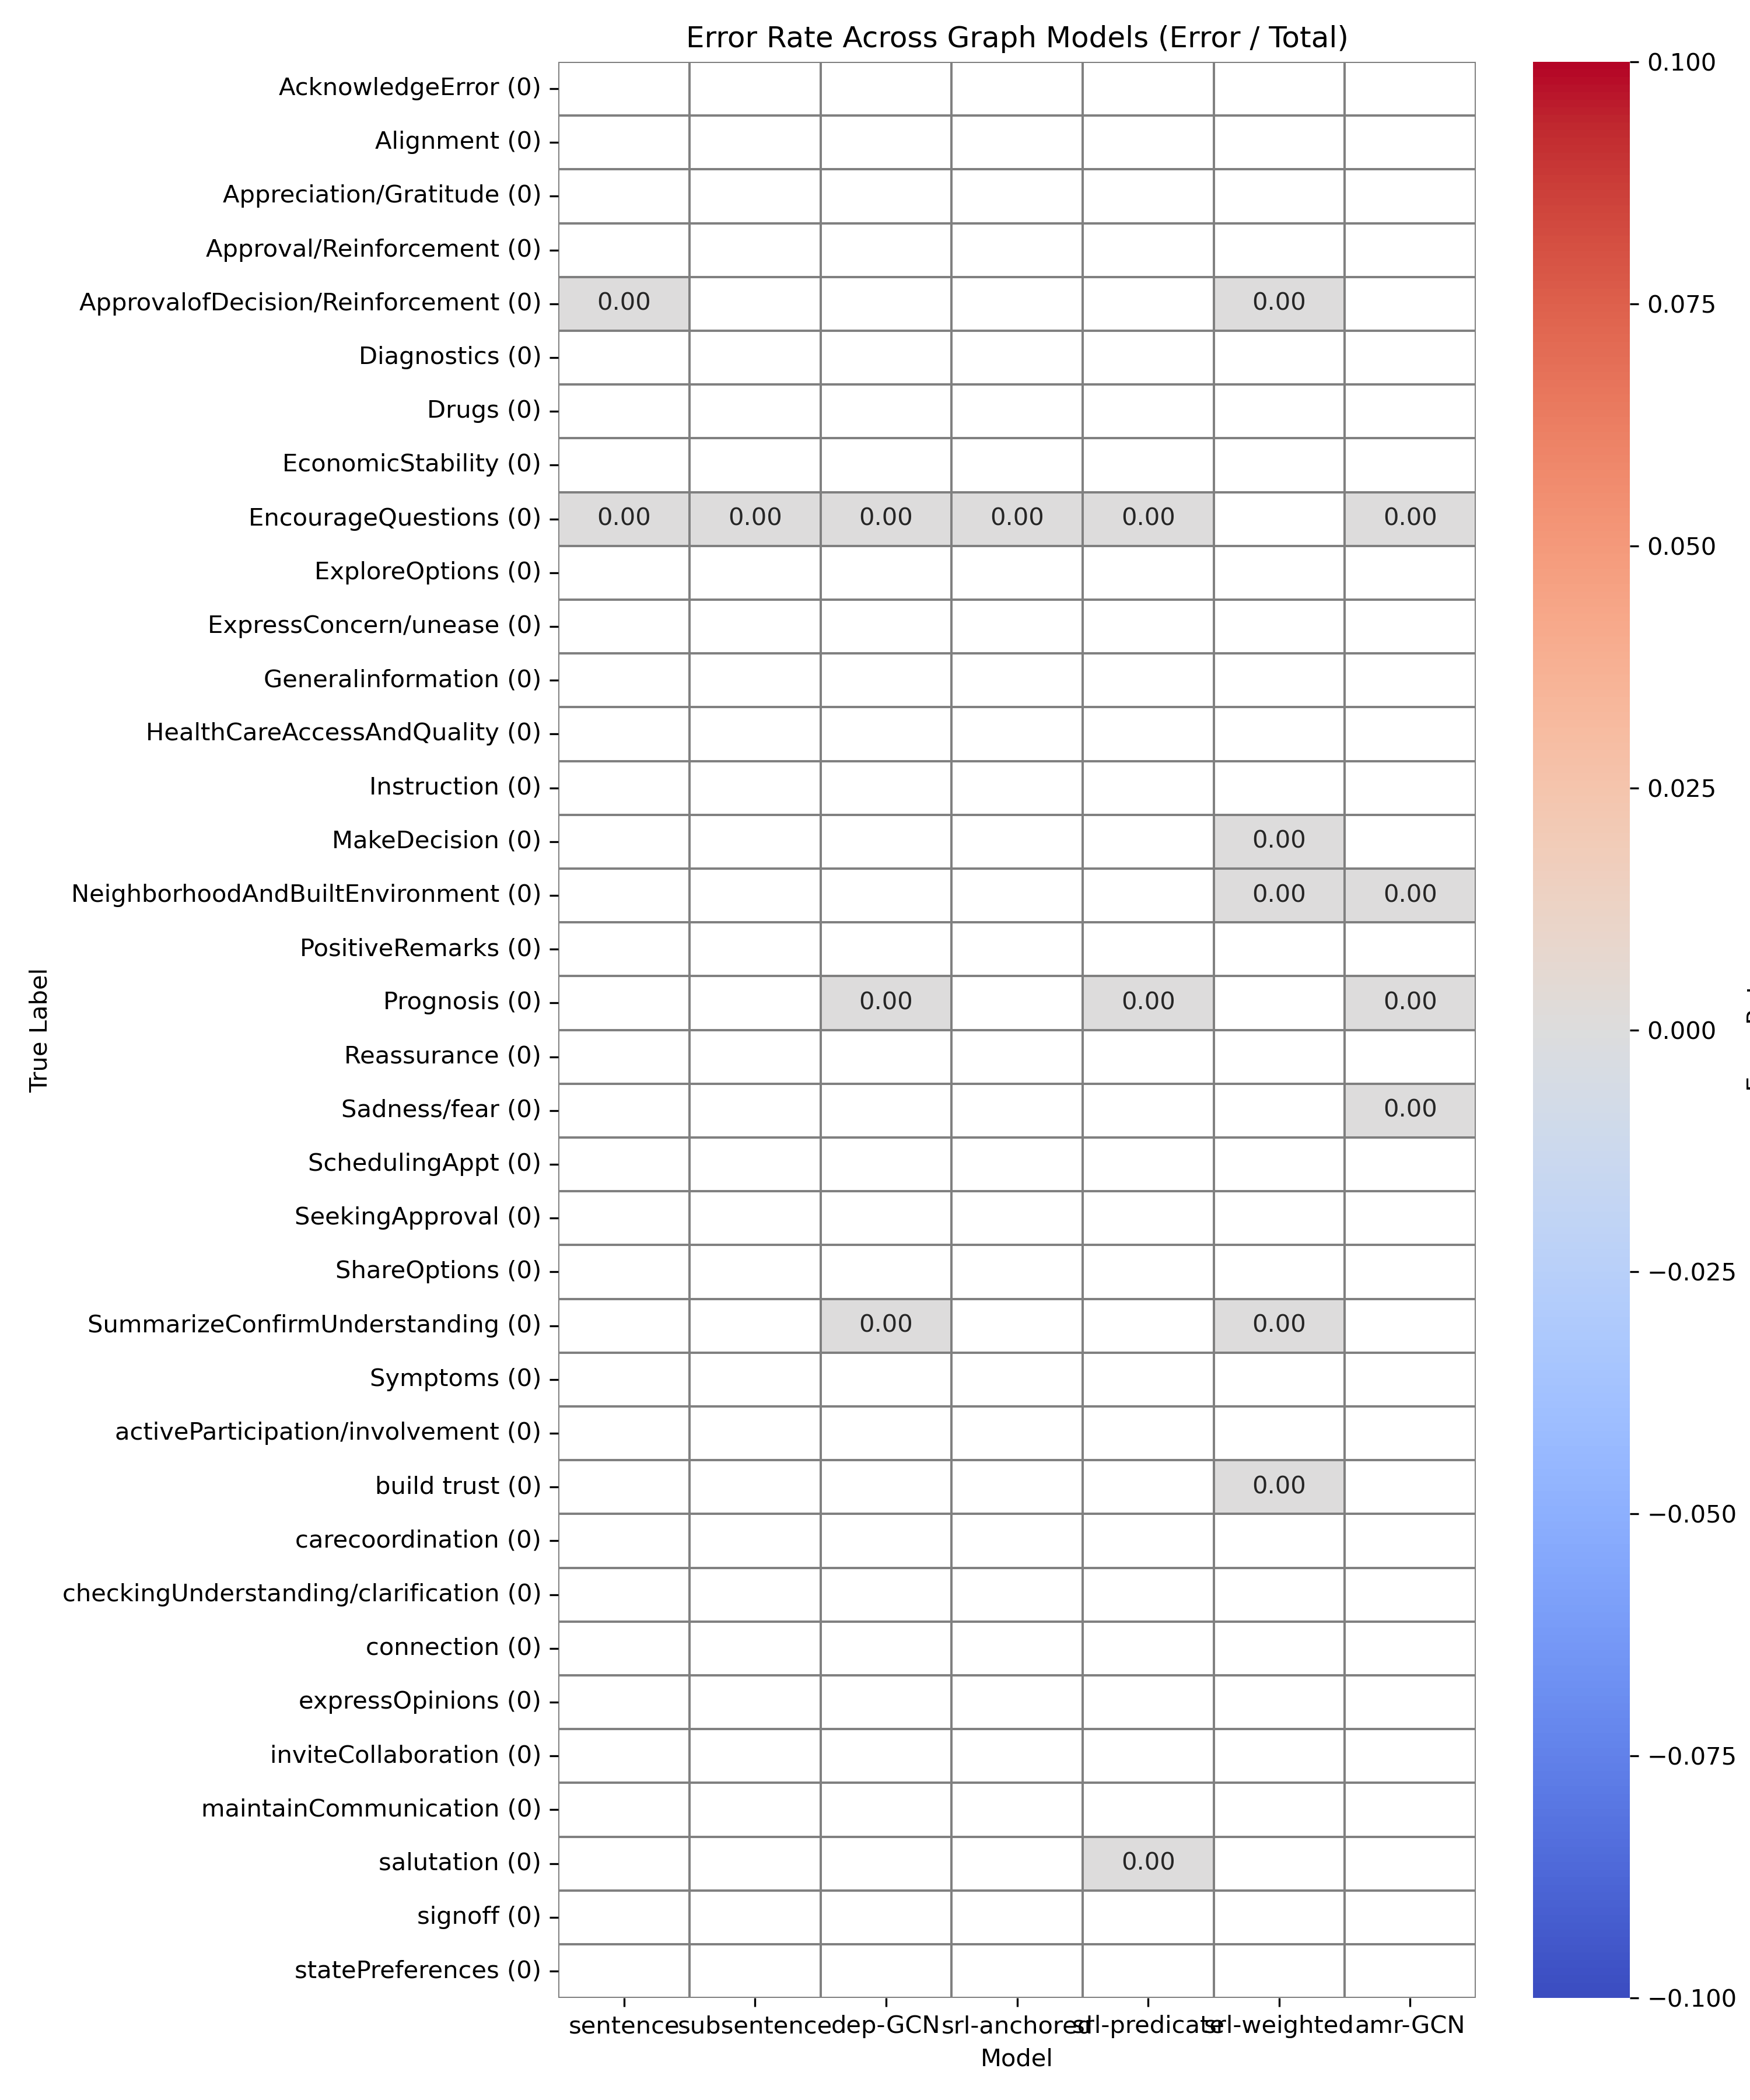 Error Rate Across Graph Models (Error / Total)
AcknowledgeError (0)
Alignment (0)
Appreciation/Gratitude (0)
Approval/Reinforcement (0)
ApprovalofDecision/Reinforcement (0) 0.00 0.00
Diagnostics (0)
Drugs (0)
EconomicStability (0)
EncourageQuestions (0) 0.00 0.00 0.00 0.00 0.00 0.00
ExploreOptions (0)
ExpressConcern/unease (0)
Generalinformation (0)
HealthCareAccessAndQuality (0)
Instruction (0)
MakeDecision (0) 0.00
NeighborhoodAndBuiltEnvironment (0) 0.00 0.00
PositiveRemarks (0)
Prognosis (0) 0.00 0.00 0.00
Reassurance (0)
Sadness/fear (0) 0.00
SchedulingAppt (0)
SeekingApproval (0)
ShareOptions (0)
SummarizeConfirmUnderstanding (0) 0.00 0.00
Symptoms (0)
activeParticipation/involvement (0)
build trust (0) 0.00
carecoordination (0)
checkingUnderstanding/clarification (0)
connection (0)
expressOpinions (0)
inviteCollaboration (0)
maintainCommunication (0)
salutation (0) 0.00
signoff (0)
statePreferences (0)
True Label
sentence subsentence dep-GCN srl-anchored srl-predicate srl-weighted amr-GCN
Model
0.100
0.075
0.050
0.025
0.000
−0.025
−0.050
−0.075
−0.100